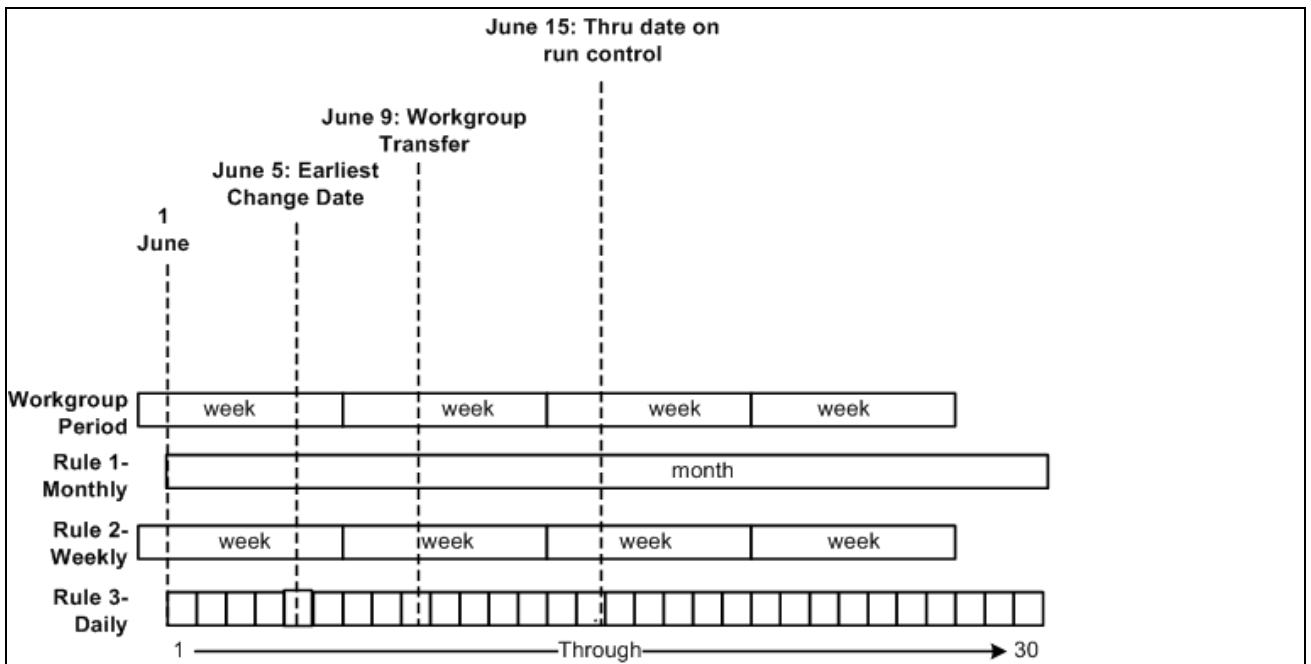 June 15: Thru date on
run control
June 9: Workgroup
Transfer
June 5: Earliest
Change Date
1
June
Workgroup
Period
week
week
week
week
Rule 1-
Monthly
month
Rule 2-
Weekly
week
week
week
week
Rule 3-
Daily
1
Through
30